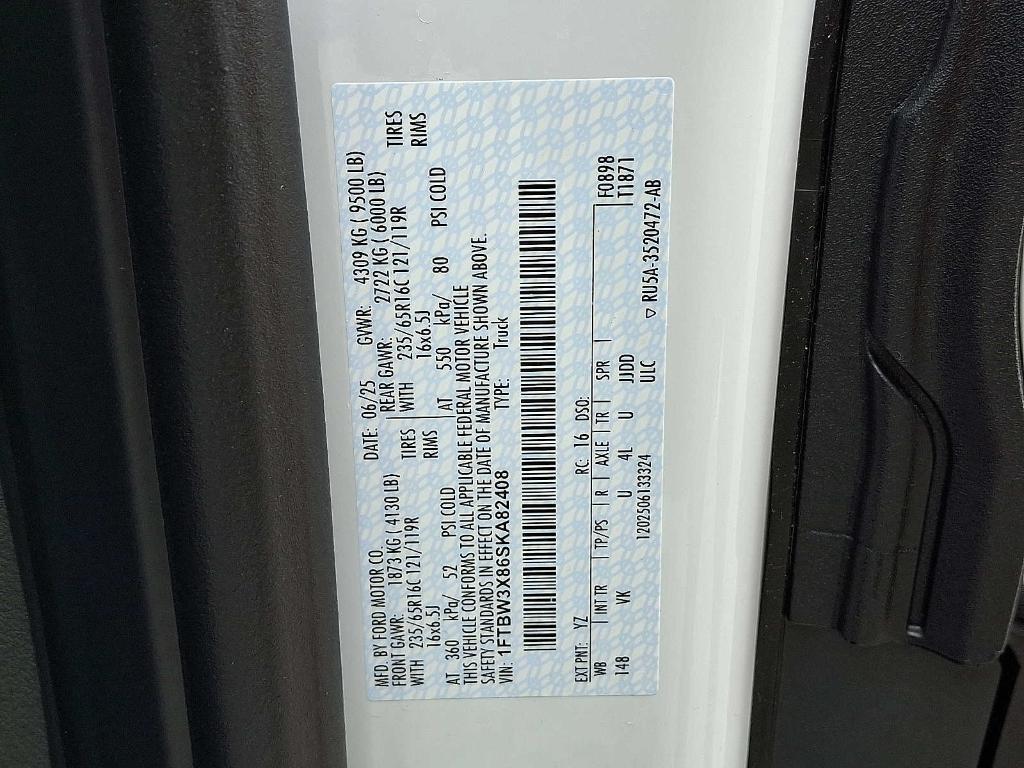 MFD. BY FORD MOTOR CO.
DATE: 06/25 GVWR: 4309 KG ( 9500 LB)
FRONT GAWR: 1873 KG ( 4130 LB) REAR GAWR: 2722 KG ( 6000 LB)
WITH 235/65R16C 121/119R TIRES WITH 235/65R16C 121/119R TIRES
16x6.5J RIMS 16x6.5J RIMS
AT 360 kPa/ 52 PSI COLD AT 550 kPa/ 80 PSI COLD
THIS VEHICLE CONFORMS TO ALL APPLICABLE FEDERAL MOTOR VEHICLE
SAFETY STANDARDS IN EFFECT ON THE DATE OF MANUFACTURE SHOWN ABOVE.
VIN: 1FTBW3X86SKA82408 TYPE: Truck
EXT PNT: YZ RC: 16 DSO: F0898
WB INT TR TP/PS R AXLE TR SPR T1871
148 VK U 4L U JJDD
1202506133324 ULC
▽ RU5A-3520472-AB